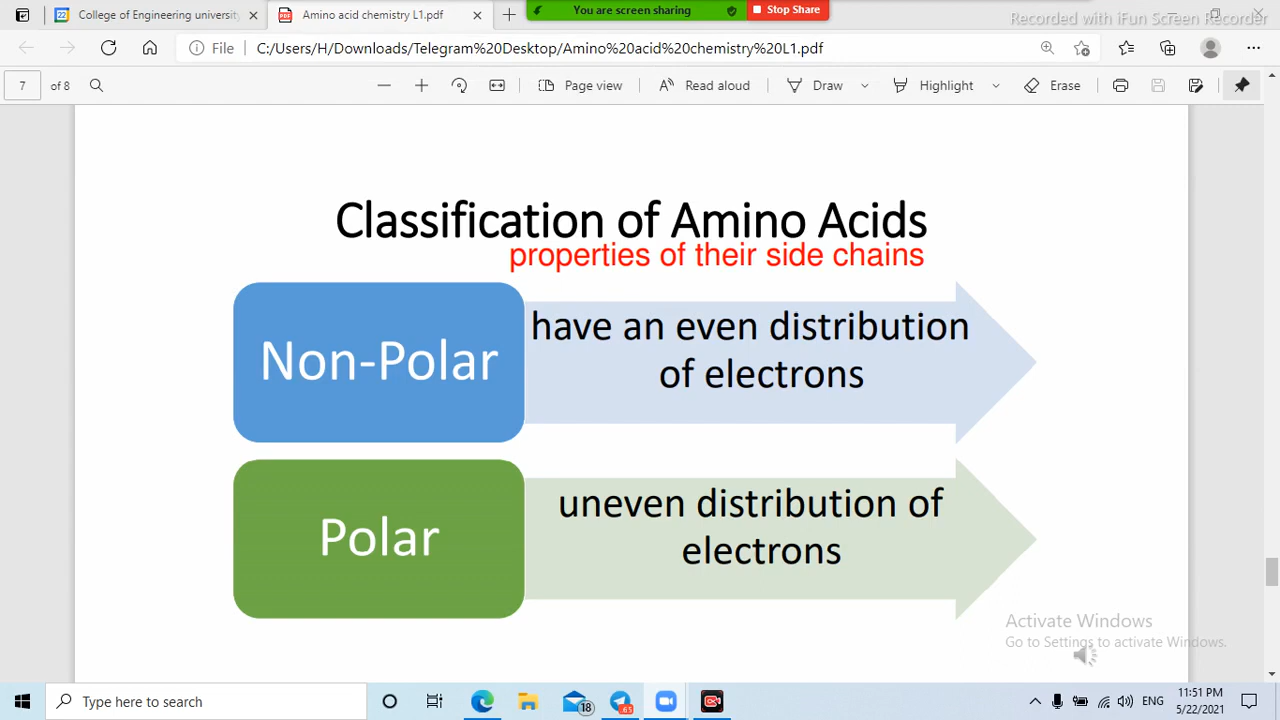 22 College of Engineering universi
PDF Amino acid chemistry L1.pdf
You are screen sharing
Stop Share
Recorded with iFun Screen Recorder
File C:/Users/H/Downloads/Telegram%20Desktop/Amino%20acid%20chemistry%20L1.pdf
7 of 8 Page view Read aloud Draw Highlight Erase
Classification of Amino Acids
properties of their side chains
Non-Polar
have an even distribution
of electrons
Polar
uneven distribution of
electrons
Activate Windows
Go to Settings to activate Windows.
Type here to search
18
63
ENG
11:51 PM
5/22/2021